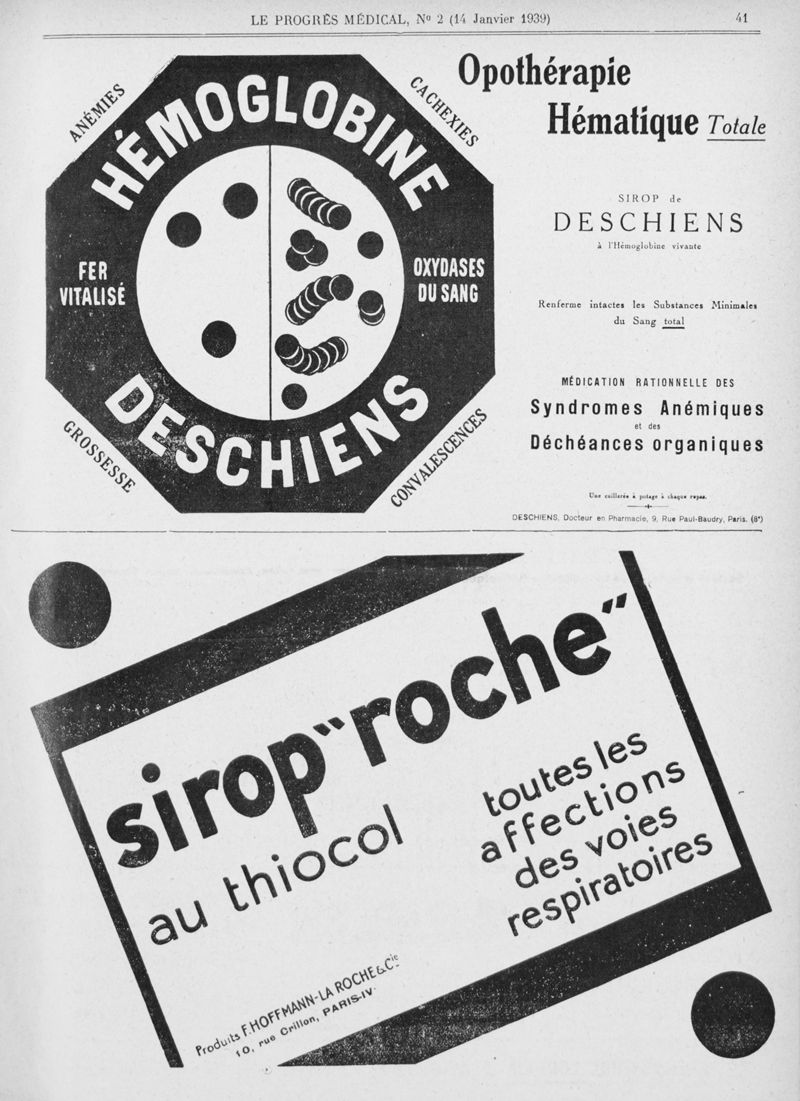 LE PROGRÈS MÉDICAL, Nº 2 (14 Janvier 1939)
41
ANÉMIES
CACHEXIES
HÉMOGLOBINE
FER
VITALISÉ
OXYDASES
DU SANG
DESCHIENS
GROSSESSE
CONVALESCENCES
Opothérapie
Hématique Totale
SIROP de
DESCHIENS
à l'Hémoglobine vivante
Renferme intactes les Substances Minimales
du Sang total
MÉDICATION RATIONNELLE DES
Syndromes Anémiques
et des
Déchéances organiques
Une cuillerée à potage à chaque repas.
DESCHIENS, Docteur en Pharmacie, 9, Rue Paul-Baudry, Paris. (8e)
sirop "roche"
au thiocol
toutes les
affections
des voies
respiratoires
Produits F. HOFFMANN-LA ROCHE & Cie
10, rue Crillon, PARIS-IV